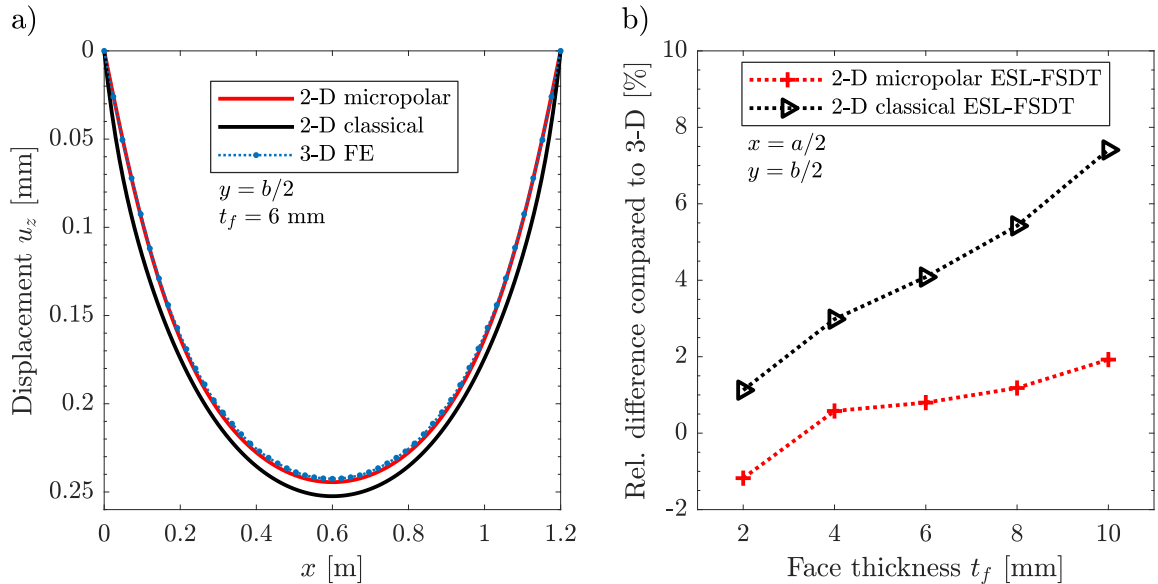 a)
0
0.05
0.1
0.15
0.2
0.25
Displacement u_z [mm]
2-D micropolar
2-D classical
3-D FE
y = b/2
t_f = 6 mm
0
0.2
0.4
0.6
0.8
1
1.2
x [m]
b)
10
8
6
4
2
0
-2
Rel. difference compared to 3-D [%]
2-D micropolar ESL-FSDT
2-D classical ESL-FSDT
x = a/2
y = b/2
2
4
6
8
10
Face thickness t_f [mm]